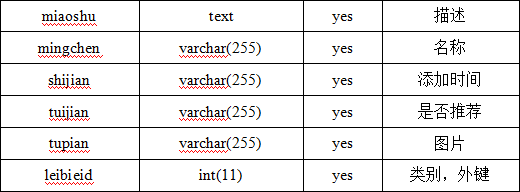 miaoshu text yes 描述
mingchen varchar(255) yes 名称
shijian varchar(255) yes 添加时间
tuijian varchar(255) yes 是否推荐
tupian varchar(255) yes 图片
leibieid int(11) yes 类别，外键